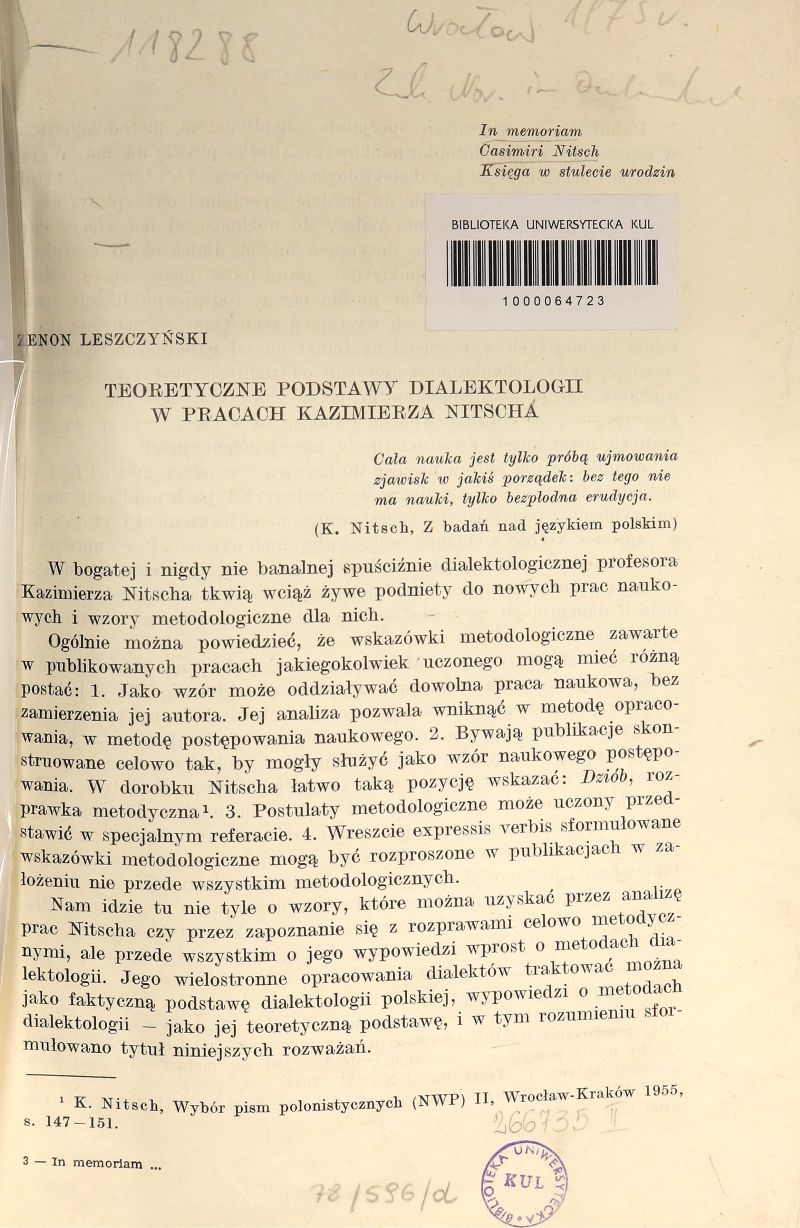 118288
Wrocław 1973 r.
In memoriam
Casimiri Nitsch
Księga w stulecie urodzin
BIBLIOTEKA UNIWERSYTECKA KUL
1000064723
ZENON LESZCZYŃSKI
TEORETYCZNE PODSTAWY DIALEKTOLOGII
W PRACACH KAZIMIERZA NITSCHA
Cała nauka jest tylko próbą ujmowania
zjawisk w jakiś porządek: bez tego nie
ma nauki, tylko bezpłodna erudycja.
(K. Nitsch, Z badań nad językiem polskim)
W bogatej i nigdy nie banalnej spuściźnie dialektologicznej profesora
Kazimierza Nitscha tkwią wciąż żywe podniety do nowych prac nauko-
wych i wzory metodologiczne dla nich.
Ogólnie można powiedzieć, że wskazówki metodologiczne zawarte
w publikowanych pracach jakiegokolwiek uczonego mogą mieć różną
postać: 1. Jako wzór może oddziaływać dowolna praca naukowa, bez
zamierzenia jej autora. Jej analiza pozwala wniknąć w metodę opraco-
wania, w metodę postępowania naukowego. 2. Bywają publikacje skon-
struowane celowo tak, by mogły służyć jako wzór naukowego postępo-
wania. W dorobku Nitscha łatwo taką pozycję wskazać: Dziób, roz-
prawka metodyczna¹. 3. Postulaty metodologiczne może uczony przed-
stawić w specjalnym referacie. 4. Wreszcie expressis verbis sformułowane
wskazówki metodologiczne mogą być rozproszone w publikacjach w za-
łożeniu nie przede wszystkim metodologicznych.
Nam idzie tu nie tyle o wzory, które można uzyskać przez analizę
prac Nitscha czy przez zapoznanie się z rozprawami celowo metodycz-
nymi, ale przede wszystkim o jego wypowiedzi wprost o metodach dia-
lektologii. Jego wielostronne opracowania dialektów traktować można
jako faktyczną podstawę dialektologii polskiej, wypowiedzi o metodach
dialektologii — jako jej teoretyczną podstawę, i w tym rozumieniu sfor-
mułowano tytuł niniejszych rozważań.
¹ K. Nitsch, Wybór pism polonistycznych (NWP) II, Wrocław-Kraków 1955,
s. 147—151.
266735 II
3 — In memoriam ...
78/596/d
BIBLIOTEKA UNIWERSYTECKA
KUL